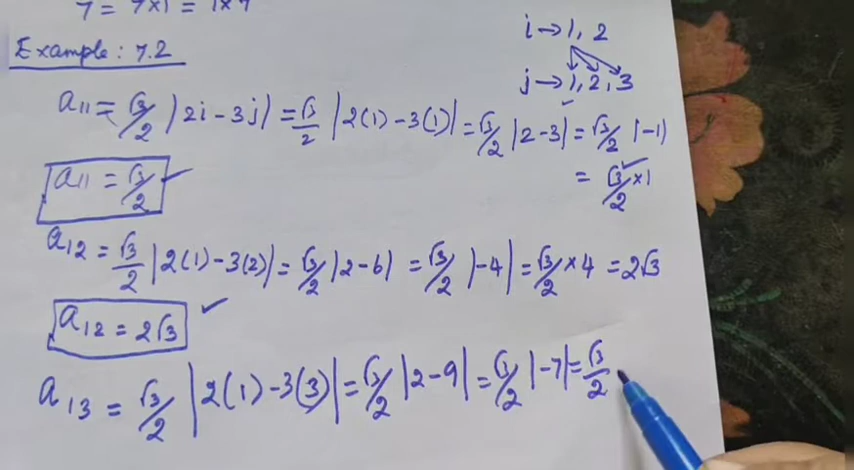 7 = 7×1 = 1×7
i → 1, 2
Example: 7.2
j → 1, 2, 3
a11 = √3/2 |2i - 3j| = √3/2 |2(1) - 3(1)| = √3/2 |2-3| = √3/2 |-1|
= √3/2 × 1
a11 = √3/2 ✓
a12 = √3/2 |2(1) - 3(2)| = √3/2 |2-6| = √3/2 |-4| = √3/2 × 4 = 2√3
a12 = 2√3 ✓
a13 = √3/2 |2(1) - 3(3)| = √3/2 |2-9| = √3/2 |-7| = √3/2